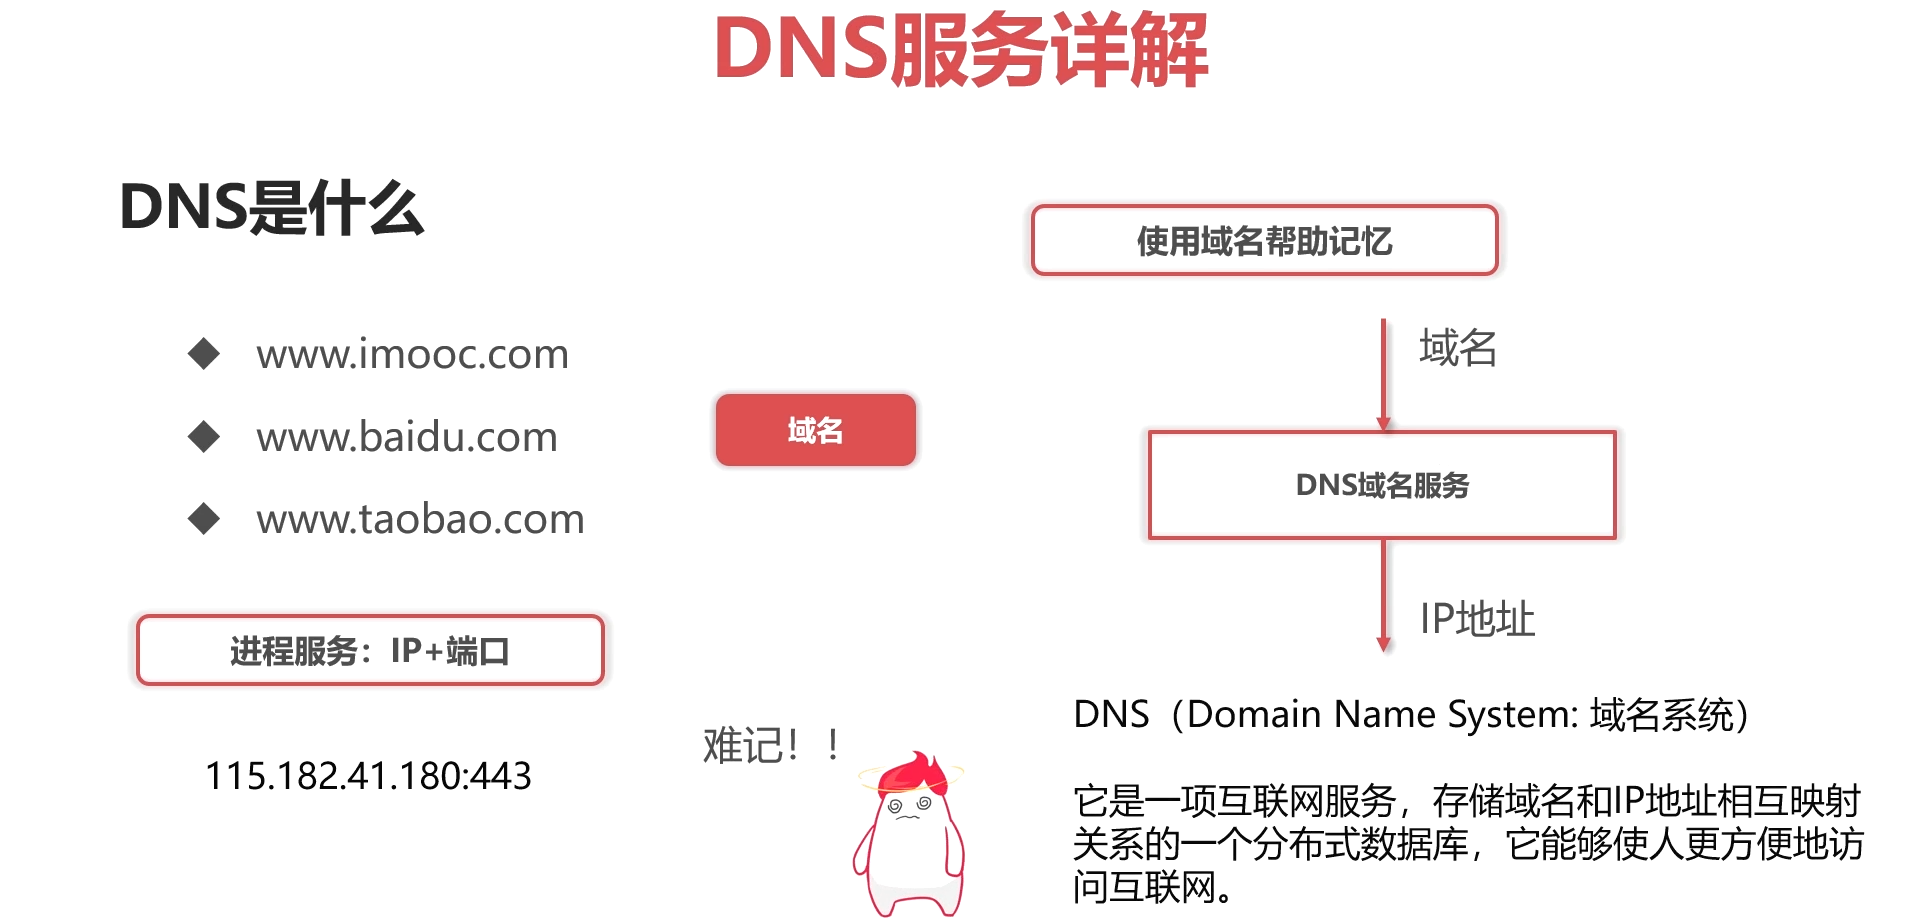 DNS服务详解
DNS是什么
www.imooc.com
www.baidu.com
www.taobao.com
进程服务：IP+端口
115.182.41.180:443
域名
难记！！
使用域名帮助记忆
域名
DNS域名服务
IP地址
DNS（Domain Name System: 域名系统）
它是一项互联网服务，存储域名和IP地址相互映射
关系的一个分布式数据库，它能够使人更方便地访
问互联网。